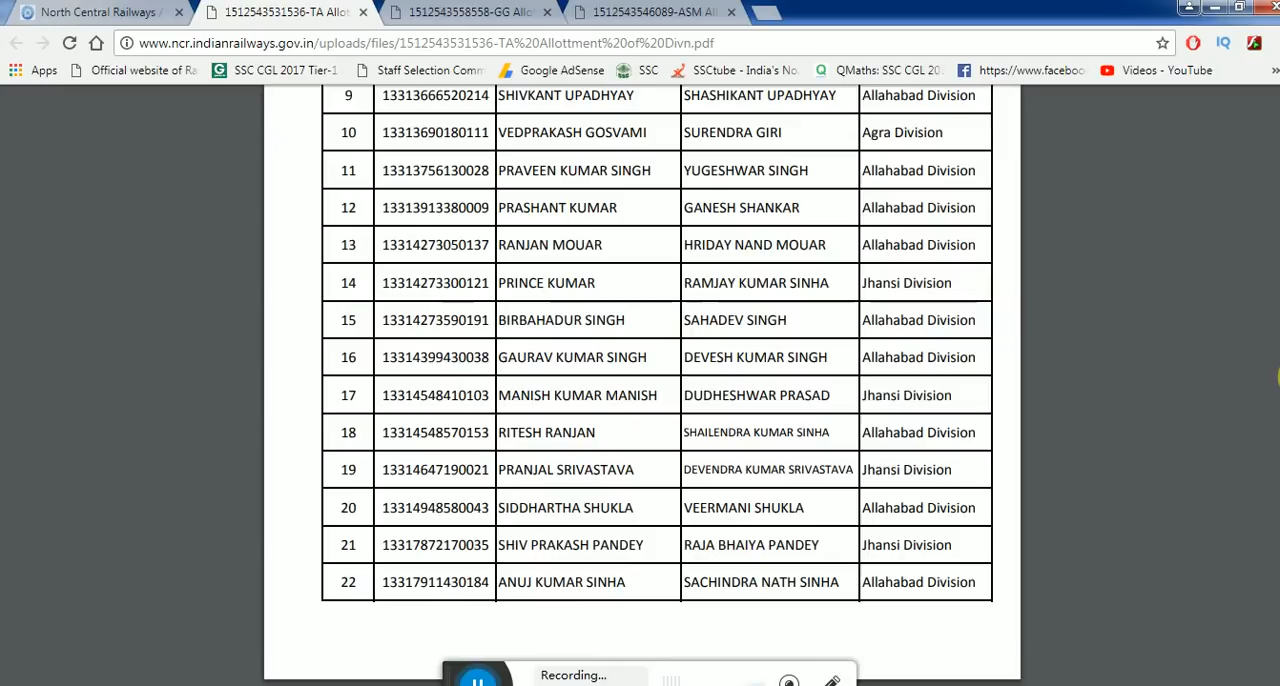 North Central Railways /
1512543531536-TA Allot
1512543558558-GG Allo
1512543546089-ASM Al
www.ncr.indianrailways.gov.in/uploads/files/1512543531536-TA%20Allottment%20of%20Divn.pdf
IQ
Apps Official website of Ra SSC CGL 2017 Tier-1 Staff Selection Comm Google AdSense SSC SSCtube - India's No. QMaths: SSC CGL 20 https://www.faceboo Videos - YouTube »
9 13313666520214 SHIVKANT UPADHYAY SHASHIKANT UPADHYAY Allahabad Division
10 13313690180111 VEDPRAKASH GOSVAMI SURENDRA GIRI Agra Division
11 13313756130028 PRAVEEN KUMAR SINGH YUGESHWAR SINGH Allahabad Division
12 13313913380009 PRASHANT KUMAR GANESH SHANKAR Allahabad Division
13 13314273050137 RANJAN MOUAR HRIDAY NAND MOUAR Allahabad Division
14 13314273300121 PRINCE KUMAR RAMJAY KUMAR SINHA Jhansi Division
15 13314273590191 BIRBAHADUR SINGH SAHADEV SINGH Allahabad Division
16 13314399430038 GAURAV KUMAR SINGH DEVESH KUMAR SINGH Allahabad Division
17 13314548410103 MANISH KUMAR MANISH DUDHESHWAR PRASAD Jhansi Division
18 13314548570153 RITESH RANJAN SHAILENDRA KUMAR SINHA Allahabad Division
19 13314647190021 PRANJAL SRIVASTAVA DEVENDRA KUMAR SRIVASTAVA Jhansi Division
20 13314948580043 SIDDHARTHA SHUKLA VEERMANI SHUKLA Allahabad Division
21 13317872170035 SHIV PRAKASH PANDEY RAJA BHAIYA PANDEY Jhansi Division
22 13317911430184 ANUJ KUMAR SINHA SACHINDRA NATH SINHA Allahabad Division
Recording...